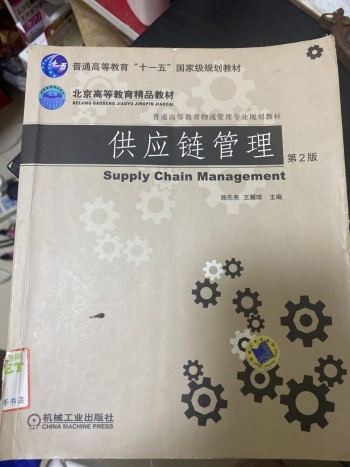 普通高等教育“十一五”国家级规划教材
北京高等教育精品教材
BEIJING GAODENG JIAOYU JINGPIN JIAOCAI
普通高等教育物流管理专业规划教材
供应链管理 第2版
Supply Chain Management
施先亮 王耀球 主编
ET
书店
机械工业出版社
CHINA MACHINE PRESS